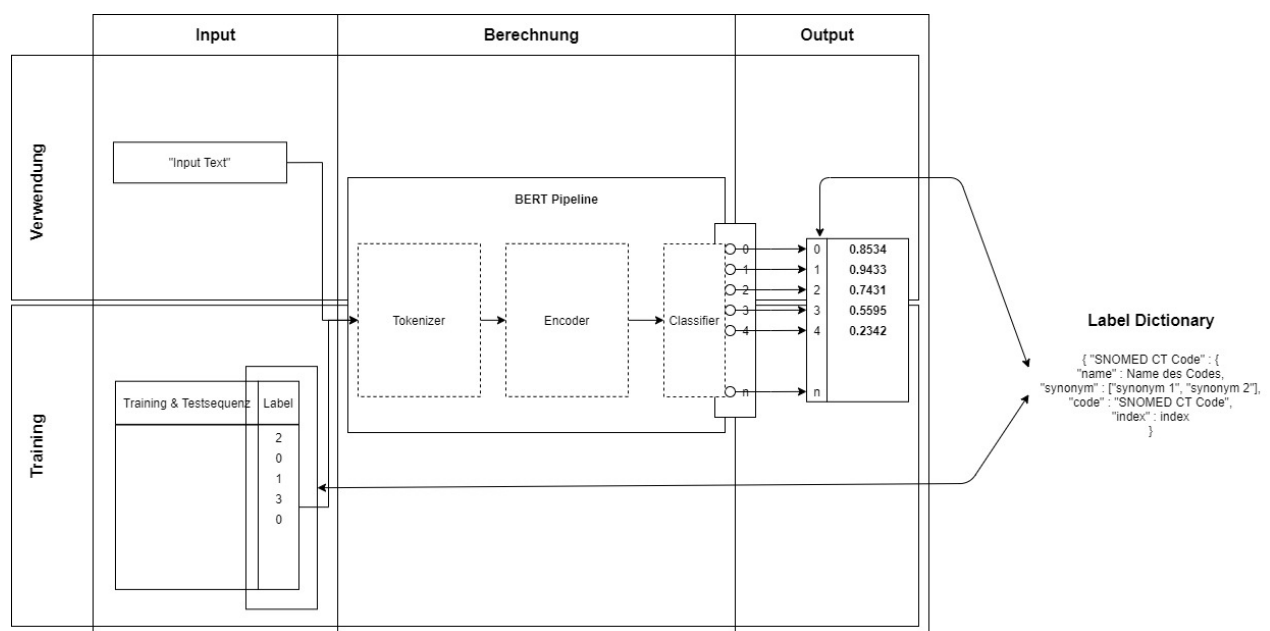 Input
Berechnung
Output
Verwendung
"Input Text"
BERT Pipeline
Tokenizer
Encoder
Classifier
0
1
2
3
4
n
0 0.8534
1 0.9433
2 0.7431
3 0.5595
4 0.2342
n
Training
Training & Testsequenz Label
2
0
1
3
0
Label Dictionary
{ "SNOMED CT Code" : {
"name" : Name des Codes,
"synonym" : ["synonym 1", "synonym 2"],
"code" : "SNOMED CT Code",
"index" : index
}